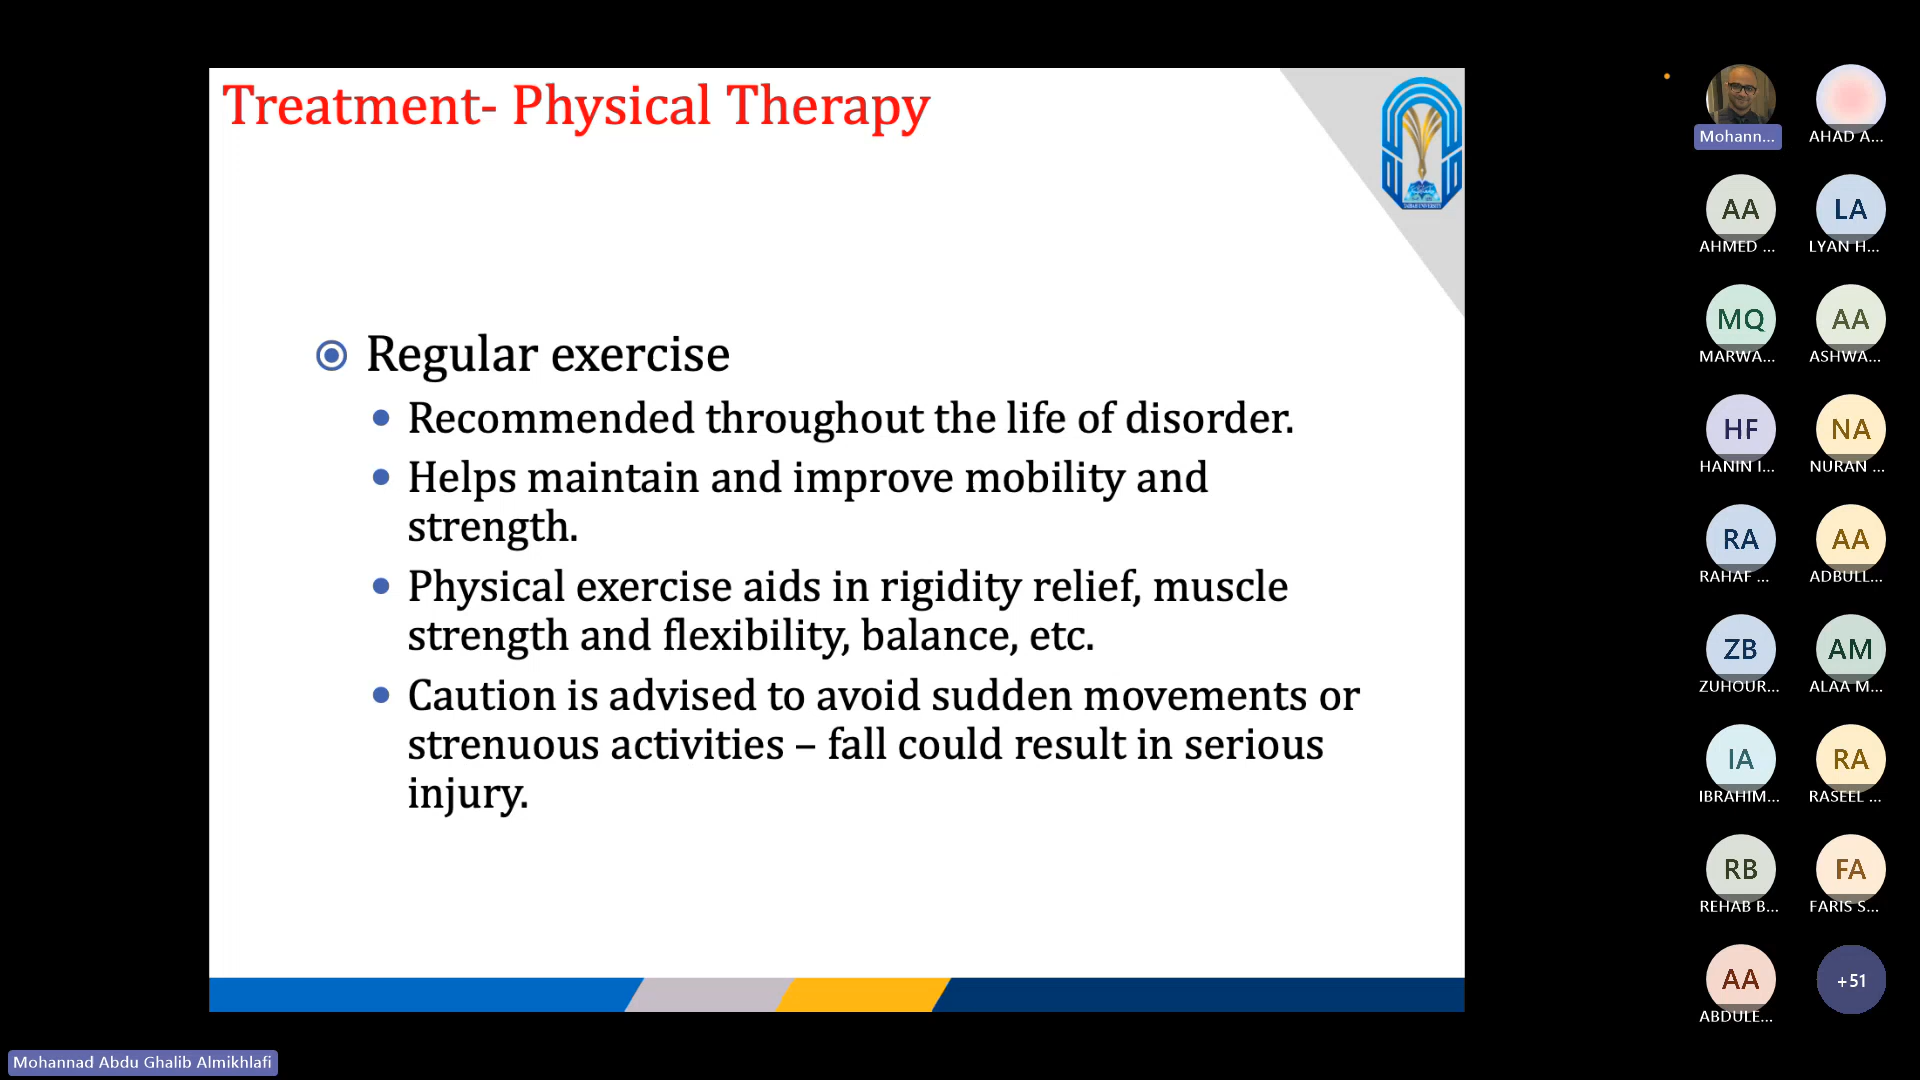 Treatment- Physical Therapy
TAIBAH UNIVERSITY
Regular exercise
Recommended throughout the life of disorder.
Helps maintain and improve mobility and
strength.
Physical exercise aids in rigidity relief, muscle
strength and flexibility, balance, etc.
Caution is advised to avoid sudden movements or
strenuous activities – fall could result in serious
injury.
Mohann...
AHAD A...
AA
AHMED ...
LA
LYAN H...
MQ
MARWA...
AA
ASHWA...
HF
HANIN I...
NA
NURAN ...
RA
RAHAF ...
AA
ADBULL...
ZB
ZUHOUR...
AM
ALAA M...
IA
IBRAHIM...
RA
RASEEL ...
RB
REHAB B...
FA
FARIS S...
AA
ABDULE...
+51
Mohannad Abdu Ghalib Almikhlafi